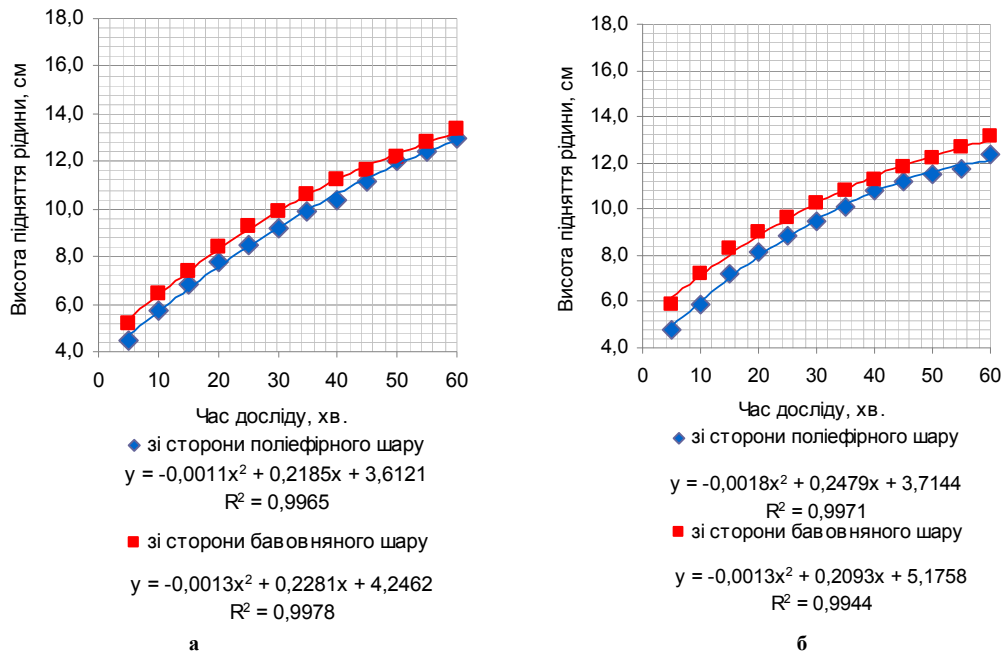 18,0
16,0
14,0
12,0
10,0
8,0
6,0
4,0
Висота підняття рідини, см
0 10 20 30 40 50 60
Час досліду, хв.
зі сторони поліефірного шару
y = -0,0011x² + 0,2185x + 3,6121
R² = 0,9965
зі сторони бавовняного шару
y = -0,0013x² + 0,2281x + 4,2462
R² = 0,9978
а
18,0
16,0
14,0
12,0
10,0
8,0
6,0
4,0
Висота підняття рідини, см
0 10 20 30 40 50 60
Час досліду, хв.
зі сторони поліефірного шару
y = -0,0018x² + 0,2479x + 3,7144
R² = 0,9971
зі сторони бавовняного шару
y = -0,0013x² + 0,2093x + 5,1758
R² = 0,9944
б